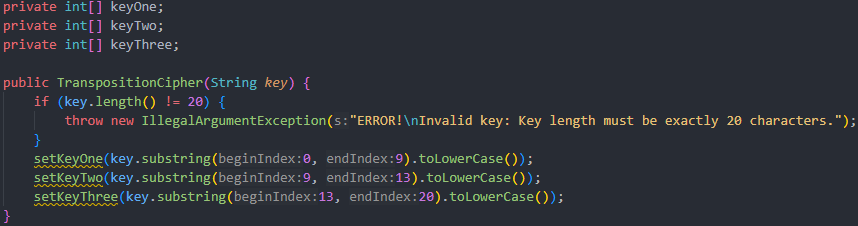 private int[] keyOne;
private int[] keyTwo;
private int[] keyThree;
public TranspositionCipher(String key) {
if (key.length() != 20) {
throw new IllegalArgumentException(s:"ERROR!\nInvalid key: Key length must be exactly 20 characters.");
}
setKeyOne(key.substring(beginIndex:0, endIndex:9).toLowerCase());
setKeyTwo(key.substring(beginIndex:9, endIndex:13).toLowerCase());
setKeyThree(key.substring(beginIndex:13, endIndex:20).toLowerCase());
}